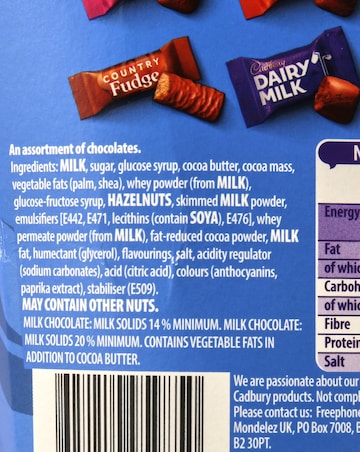 COUNTRY
Fudge
Cadbury
DAIRY
MILK
An assortment of chocolates.
Ingredients: MILK, sugar, glucose syrup, cocoa butter, cocoa mass,
vegetable fats (palm, shea), whey powder (from MILK),
glucose-fructose syrup, HAZELNUTS, skimmed MILK powder,
emulsifiers [E442, E471, lecithins (contain SOYA), E476], whey
permeate powder (from MILK), fat-reduced cocoa powder, MILK
fat, humectant (glycerol), flavourings, salt, acidity regulator
(sodium carbonates), acid (citric acid), colours (anthocyanins,
paprika extract), stabiliser (E509).
MAY CONTAIN OTHER NUTS.
MILK CHOCOLATE: MILK SOLIDS 14 % MINIMUM. MILK CHOCOLATE:
MILK SOLIDS 20 % MINIMUM. CONTAINS VEGETABLE FATS IN
ADDITION TO COCOA BUTTER.
N
Energy
Fat
of whic
Carboh
of whic
Fibre
Protein
Salt
We are passionate about our
Cadbury products. Not compl
Please contact us: Freephone
Mondelez UK, PO Box 7008, B
B2 30PT.